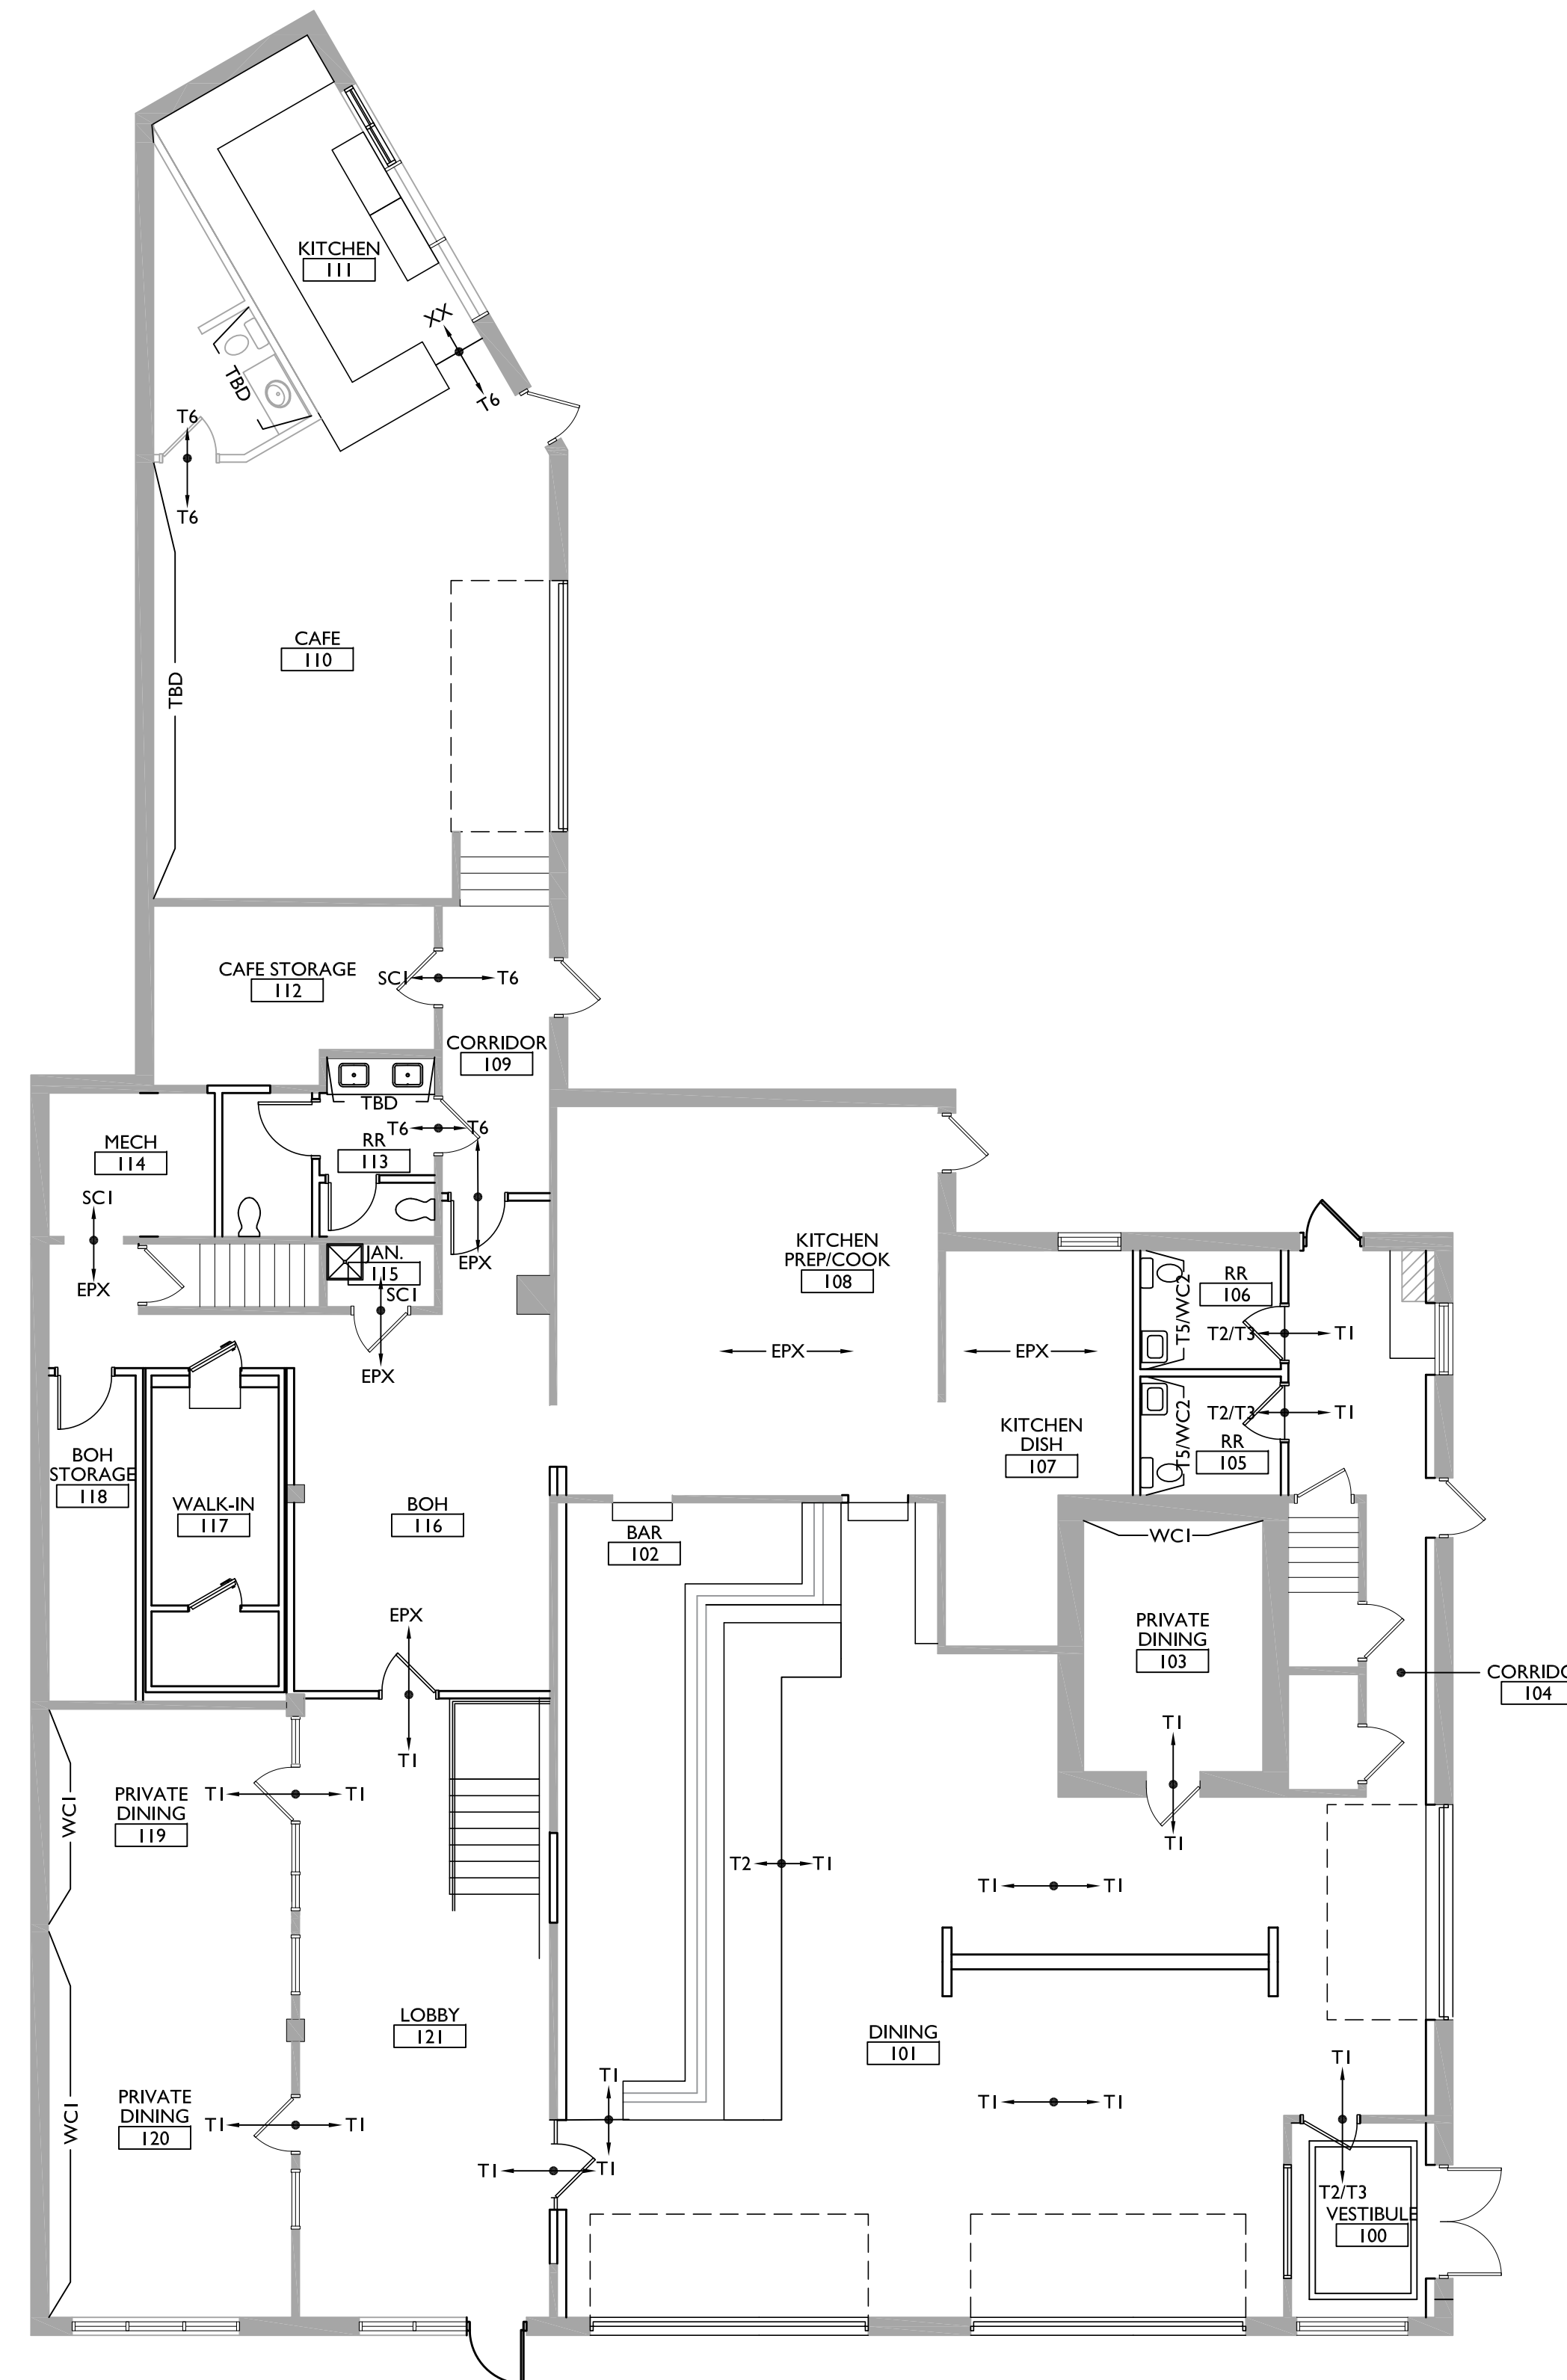 KITCHEN
111
XX
T6
TBD
T6
T6
CAFE
110
TBD
CAFE STORAGE
112
SC1
T6
CORRIDOR
109
TBD
T6
T6
RR
113
MECH
114
SC1
EPX
JAN.
115
SC1
EPX
EPX
KITCHEN
PREP/COOK
108
EPX
EPX
KITCHEN
DISH
107
T5/WC2
RR
106
T2/T3
T1
T5/WC2
T2/T3
T1
RR
105
BOH
STORAGE
118
WALK-IN
117
BOH
116
BAR
102
WC1
EPX
T1
PRIVATE
DINING
103
CORRIDO
104
T1
T1
PRIVATE
DINING
119
T1
T1
WC1
T2
T1
T1
T1
LOBBY
121
DINING
101
PRIVATE
DINING
120
T1
T1
WC1
T1
T1
T1
T1
T1
T1
T1
T2/T3
VESTIBULE
100